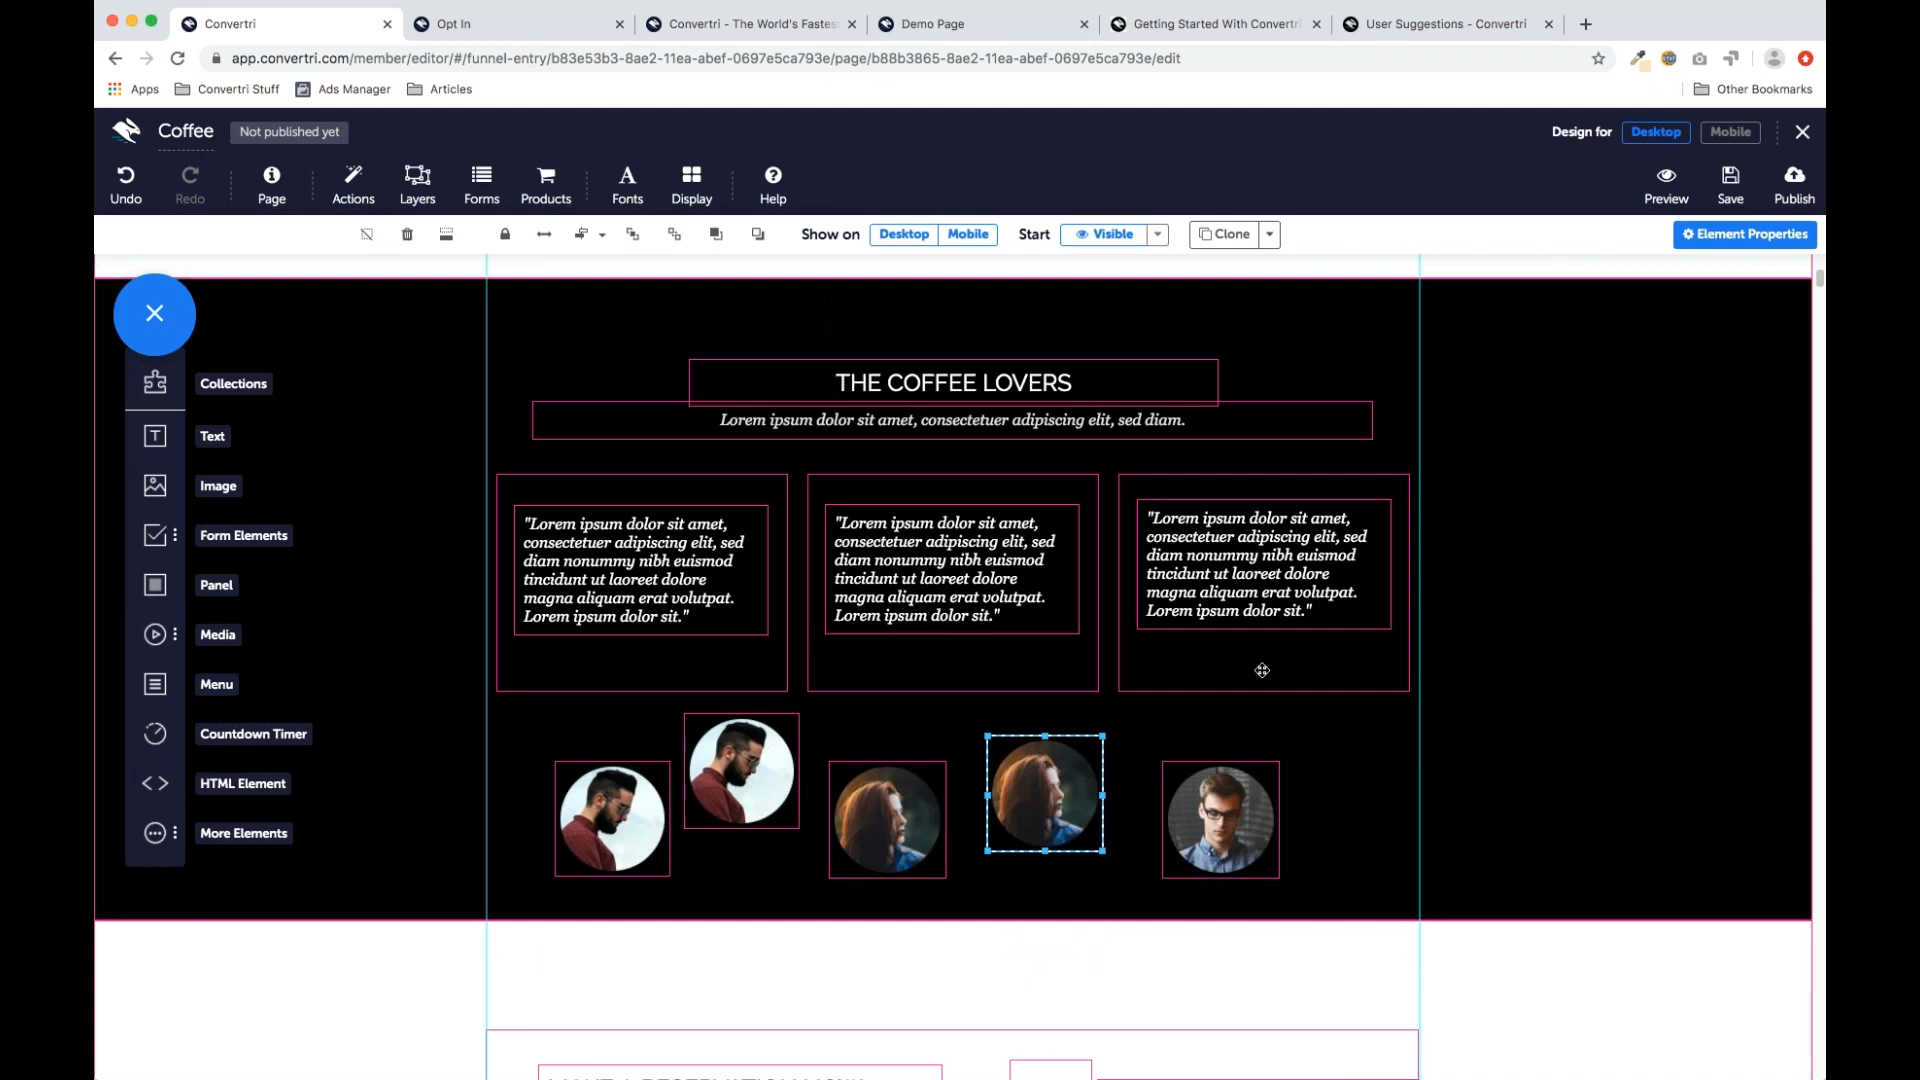 Convertri
Opt In
Convertri - The World's Fastes
Demo Page
Getting Started With Convertri
User Suggestions - Convertri
app.convertri.com/member/editor/#/funnel-entry/b83e53b3-8ae2-11ea-abef-0697e5ca793e/page/b88b3865-8ae2-11ea-abef-0697e5ca793e/edit
Apps
Convertri Stuff
Ads Manager
Articles
Other Bookmarks
Coffee
Not published yet
Design for
Desktop
Mobile
Undo
Redo
Page
Actions
Layers
Forms
Products
Fonts
Display
Help
Preview
Save
Publish
Show on
Desktop
Mobile
Start
Visible
Clone
Element Properties
Collections
Text
Image
Form Elements
Panel
Media
Menu
Countdown Timer
HTML Element
More Elements
THE COFFEE LOVERS
Lorem ipsum dolor sit amet, consectetuer adipiscing elit, sed diam.
"Lorem ipsum dolor sit amet,
consectetuer adipiscing elit, sed
diam nonummy nibh euismod
tincidunt ut laoreet dolore
magna aliquam erat volutpat.
Lorem ipsum dolor sit."
"Lorem ipsum dolor sit amet,
consectetuer adipiscing elit, sed
diam nonummy nibh euismod
tincidunt ut laoreet dolore
magna aliquam erat volutpat.
Lorem ipsum dolor sit."
"Lorem ipsum dolor sit amet,
consectetuer adipiscing elit, sed
diam nonummy nibh euismod
tincidunt ut laoreet dolore
magna aliquam erat volutpat.
Lorem ipsum dolor sit."